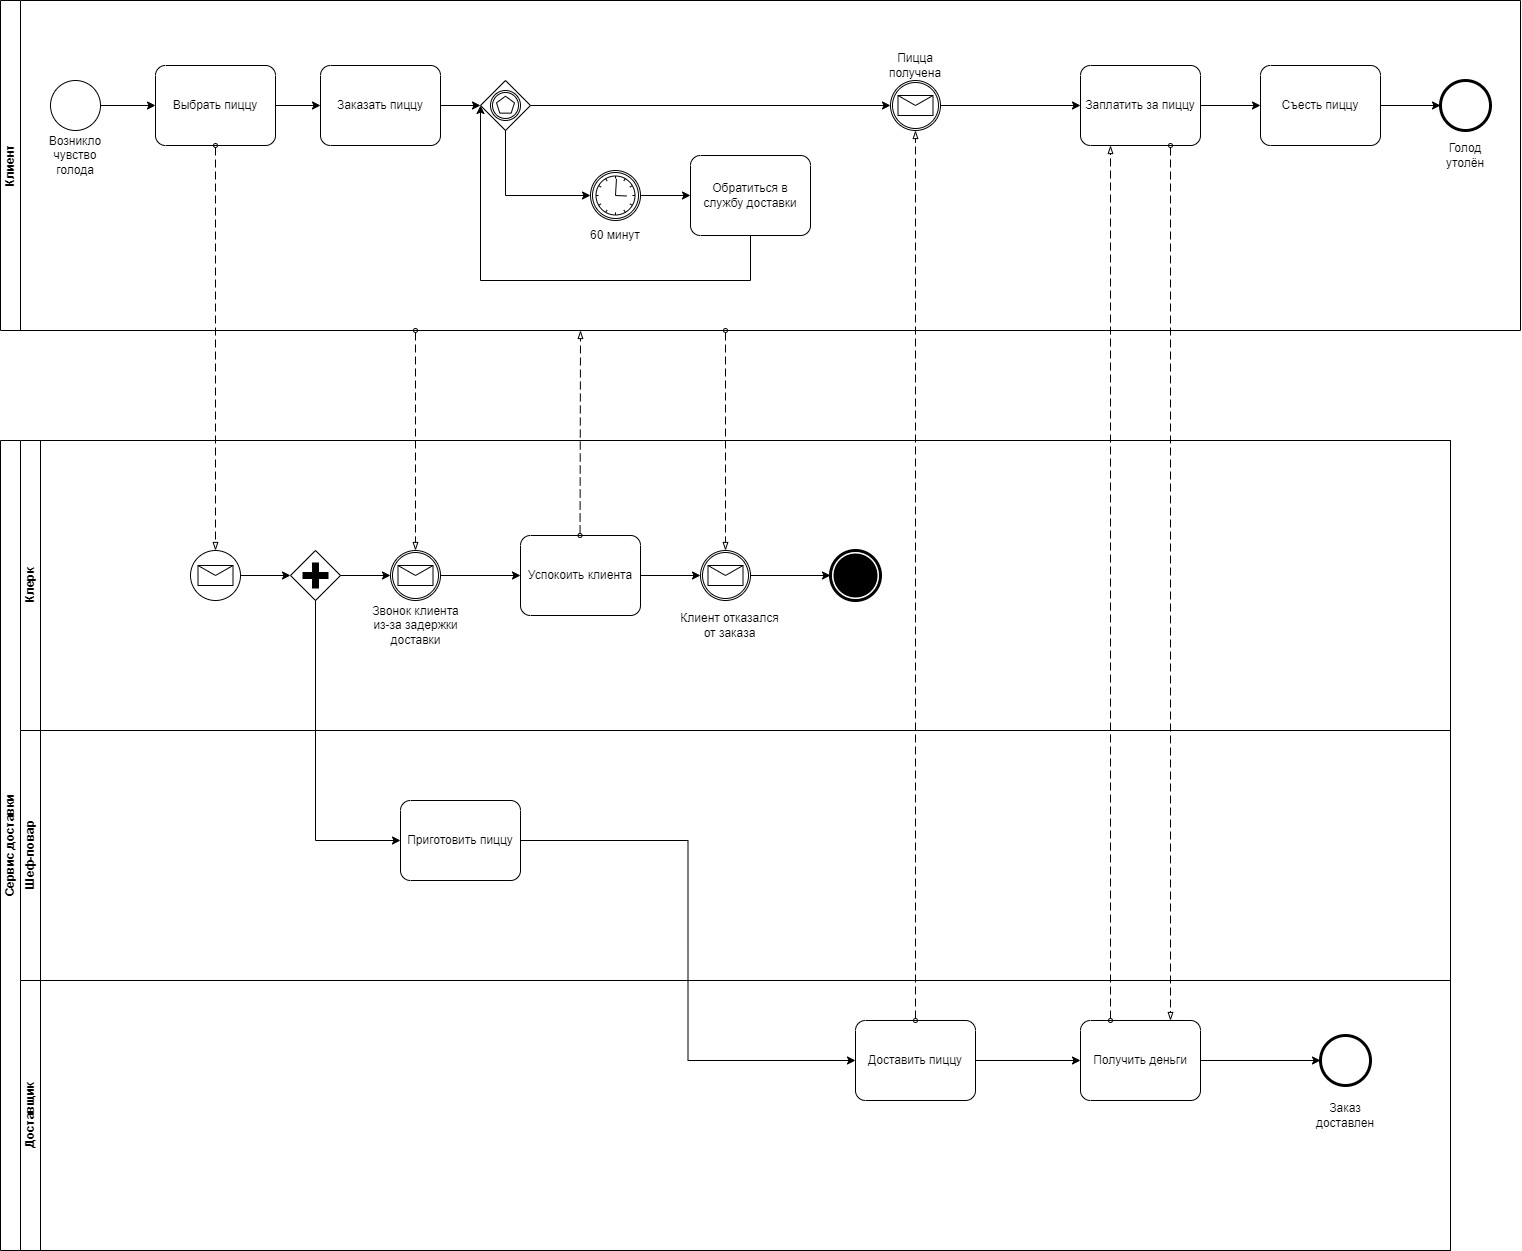 Клиент
Возникло
чувство
голода
Выбрать пиццу
Заказать пиццу
60 минут
Обратиться в
службу доставки
Пицца
получена
Заплатить за пиццу
Съесть пиццу
Голод
утолён
Сервис доставки
Клерк
Звонок клиента
из-за задержки
доставки
Успокоить клиента
Клиент отказался
от заказа
Шеф-повар
Приготовить пиццу
Доставщик
Доставить пиццу
Получить деньги
Заказ
доставлен